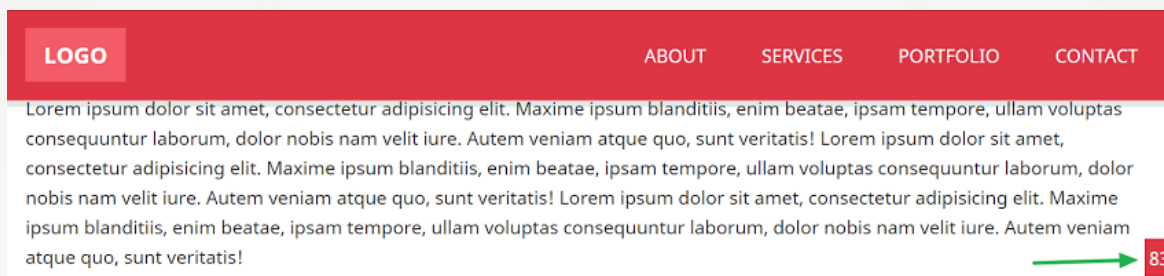 LOGO ABOUT SERVICES PORTFOLIO CONTACT
Lorem ipsum dolor sit amet, consectetur adipisicing elit. Maxime ipsum blanditiis, enim beatae, ipsam tempore, ullam voluptas
consequuntur laborum, dolor nobis nam velit iure. Autem veniam atque quo, sunt veritatis! Lorem ipsum dolor sit amet,
consectetur adipisicing elit. Maxime ipsum blanditiis, enim beatae, ipsam tempore, ullam voluptas consequuntur laborum, dolor
nobis nam velit iure. Autem veniam atque quo, sunt veritatis! Lorem ipsum dolor sit amet, consectetur adipisicing elit. Maxime
ipsum blanditiis, enim beatae, ipsam tempore, ullam voluptas consequuntur laborum, dolor nobis nam velit iure. Autem veniam
atque quo, sunt veritatis!
83